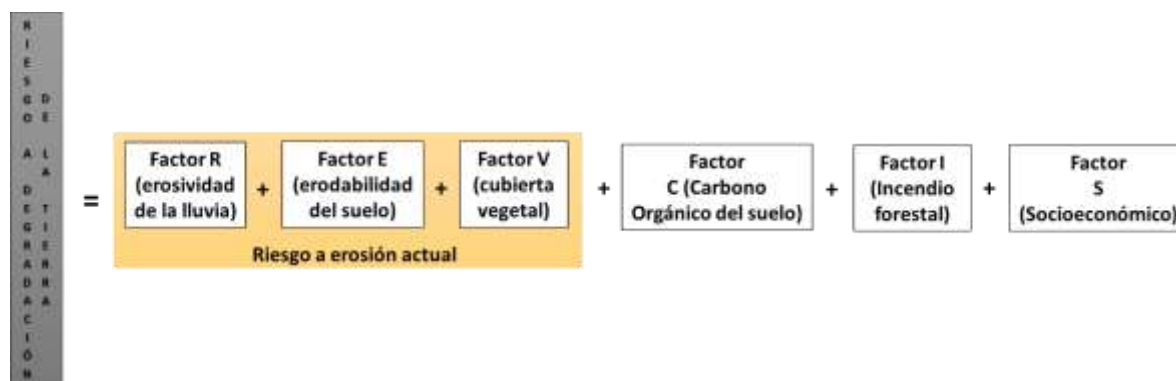 RIESGO A DEGRADACIÓN
DE LA TIERRA
=
Factor R
(erosividad
de la lluvia)
+
Factor E
(erodabilidad
del suelo)
+
Factor V
(cubierta
vegetal)
Riesgo a erosión actual
+
Factor
C (Carbono
Orgánico del suelo)
+
Factor I
(Incendio
forestal)
+
Factor
S
(Socioeconómico)